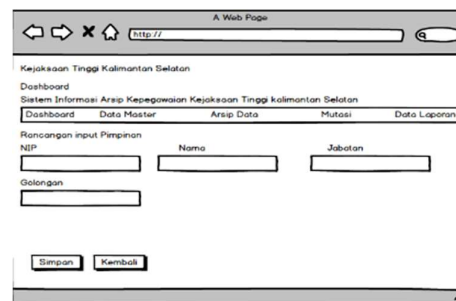 A Web Page
http://
Kejaksaan Tinggi Kalimantan Selatan
Dashboard
Sistem Informasi Arsip Kepegawaian Kejaksaan Tinggi kalimantan Selatan
Dashboard Data Master Arsip Data Mutasi Data Laporan
Rancangan input Pimpinan
NIP Nama Jabatan
Golongan
Simpan Kembali